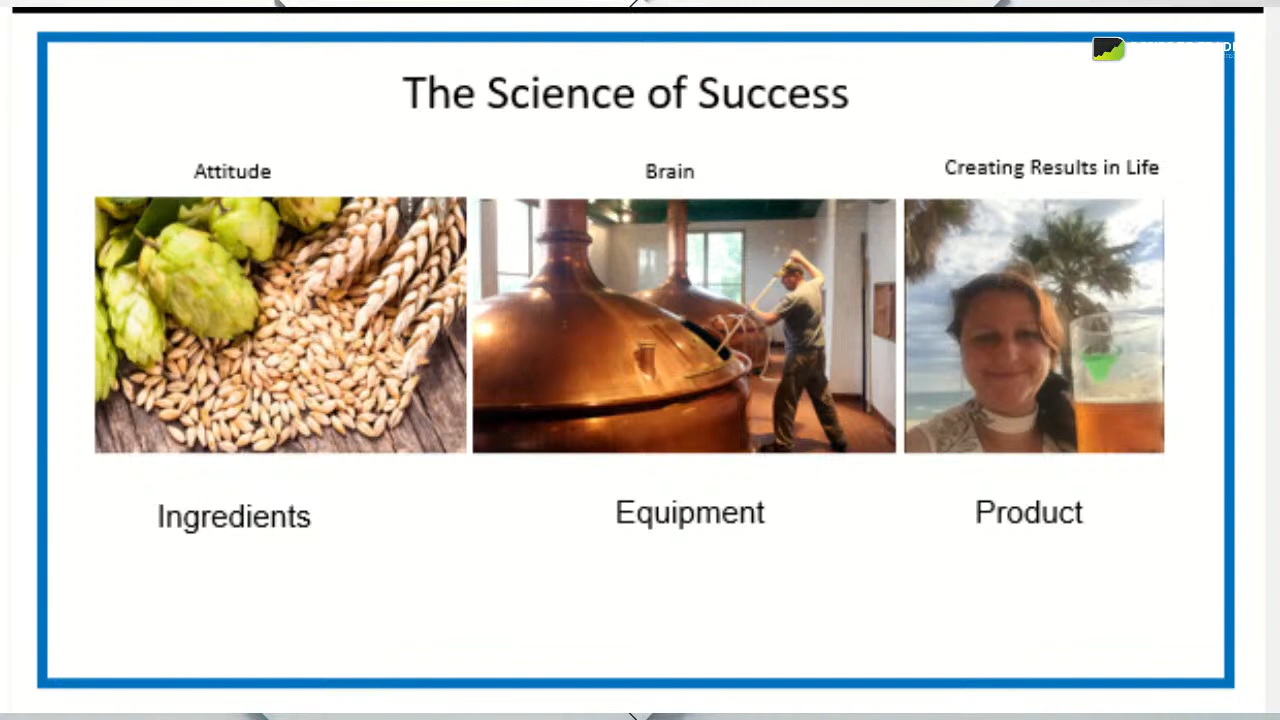 The Science of Success
Attitude
Brain
Creating Results in Life
Ingredients
Equipment
Product